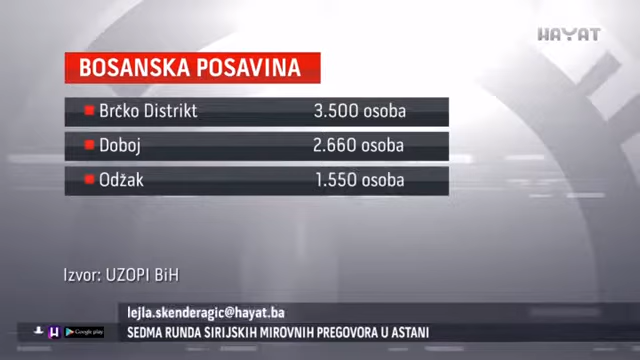 HAYAT
BOSANSKA POSAVINA
Brčko Distrikt 3.500 osoba
Doboj 2.660 osoba
Odžak 1.550 osoba
Izvor: UZOPI BiH
lejla.skenderagic@hayat.ba
Google play SEDMA RUNDA SIRIJSKIH MIROVNIH PREGOVORA U ASTANI